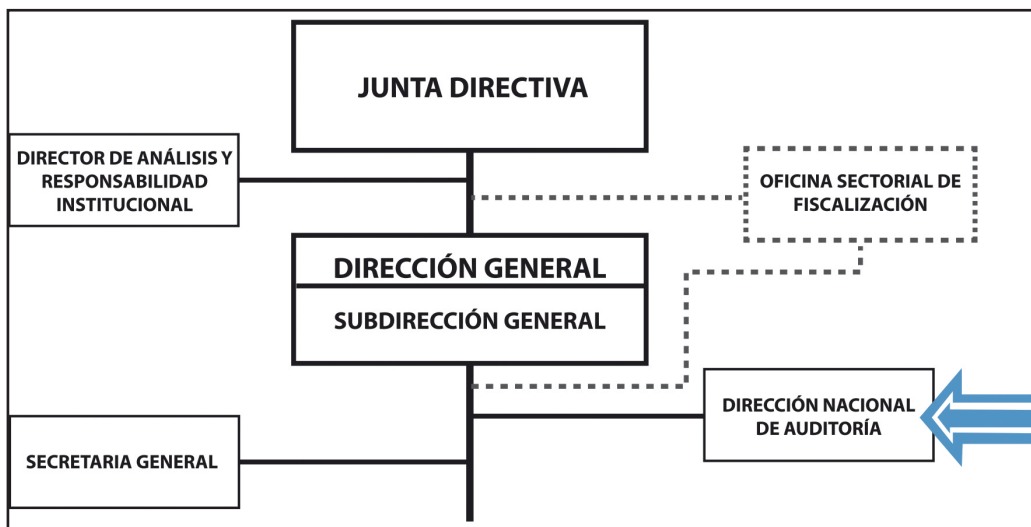 JUNTA DIRECTIVA
DIRECTOR DE ANÁLISIS Y
RESPONSABILIDAD
INSTITUCIONAL
OFICINA SECTORIAL DE
FISCALIZACIÓN
DIRECCIÓN GENERAL
SUBDIRECCIÓN GENERAL
DIRECCIÓN NACIONAL
DE AUDITORÍA
SECRETARIA GENERAL